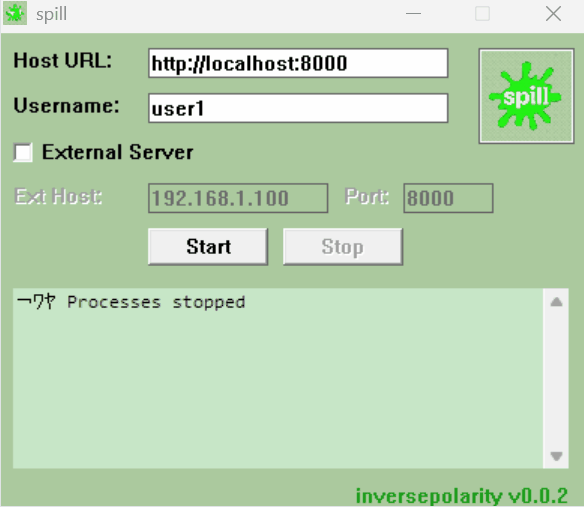 spill
Host URL: http://localhost:8000
spill
Username: user1
External Server
Ext Host: 192.168.1.100 Port: 8000
Start Stop
¬ワヤ Processes stopped
inversepolarity v0.0.2